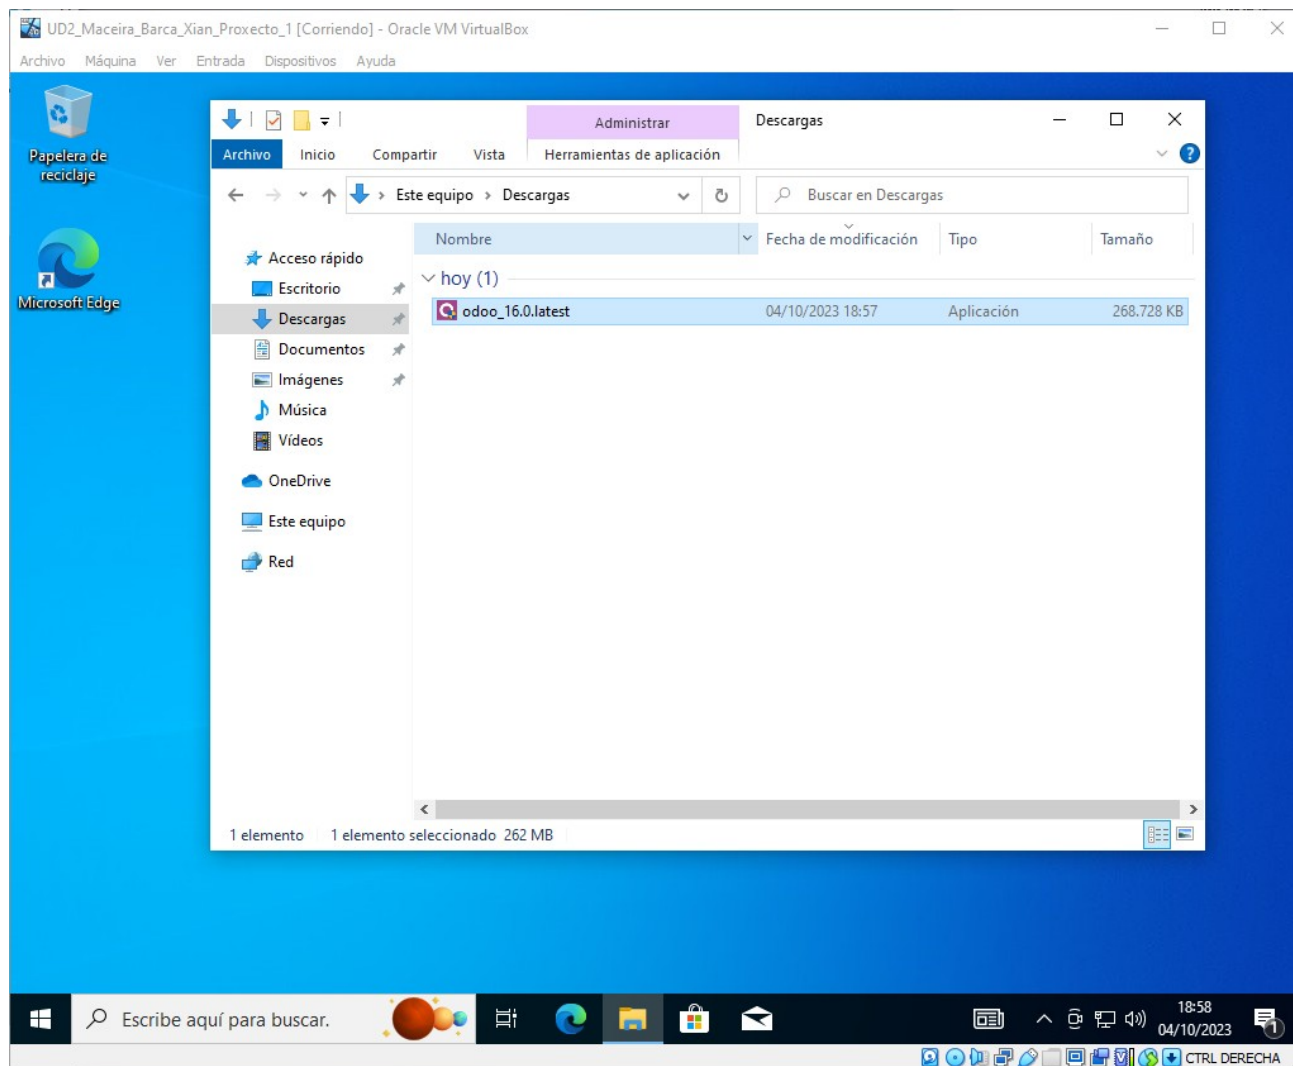 UD2_Maceira_Barca_Xian_Proxecto_1 [Corriendo] - Oracle VM VirtualBox
Archivo Máquina Ver Entrada Dispositivos Ayuda
Papelera de
reciclaje
Microsoft Edge
Administrar Descargas
Archivo Inicio Compartir Vista Herramientas de aplicación
Este equipo > Descargas Buscar en Descargas
Nombre Fecha de modificación Tipo Tamaño
Acceso rápido
Escritorio
Descargas
Documentos
Imágenes
Música
Vídeos
OneDrive
Este equipo
Red
hoy (1)
odoo_16.0.latest 04/10/2023 18:57 Aplicación 268.728 KB
1 elemento 1 elemento seleccionado 262 MB
Escribe aquí para buscar.
18:58
04/10/2023
1
CTRL DERECHA